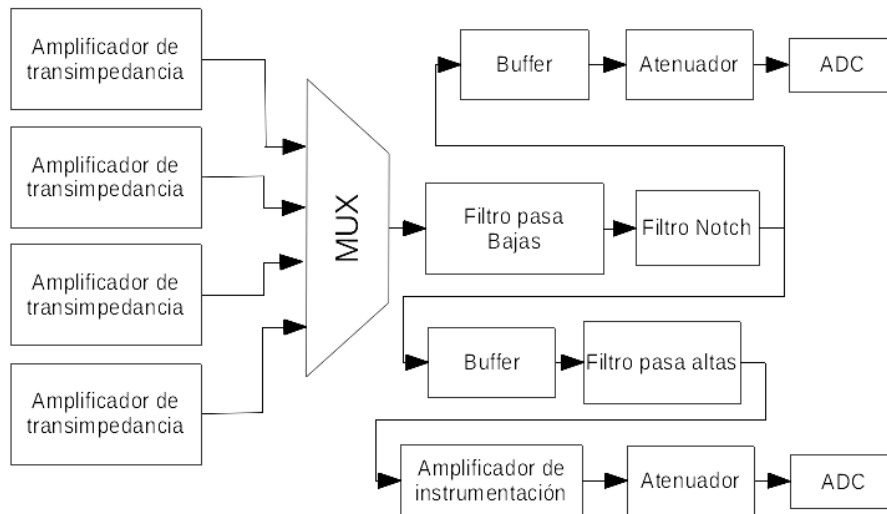 Amplificador de
transimpedancia
Amplificador de
transimpedancia
Amplificador de
transimpedancia
Amplificador de
transimpedancia
MUX
Buffer
Atenuador
ADC
Filtro pasa
Bajas
Filtro Notch
Buffer
Filtro pasa altas
Amplificador de
instrumentación
Atenuador
ADC